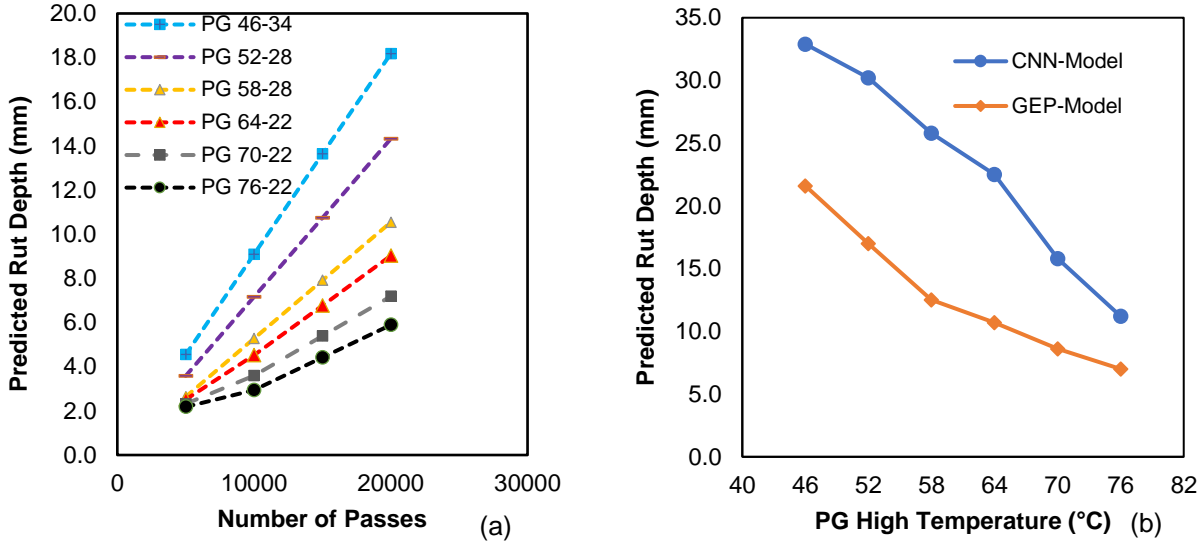 Predicted Rut Depth (mm)
20.0
18.0
16.0
14.0
12.0
10.0
8.0
6.0
4.0
2.0
0.0
PG 46-34
PG 52-28
PG 58-28
PG 64-22
PG 70-22
PG 76-22
0 10000 20000 30000
Number of Passes (a)
Predicted Rut Depth (mm)
35.0
30.0
25.0
20.0
15.0
10.0
5.0
0.0
CNN-Model
GEP-Model
40 46 52 58 64 70 76 82
PG High Temperature (°C) (b)